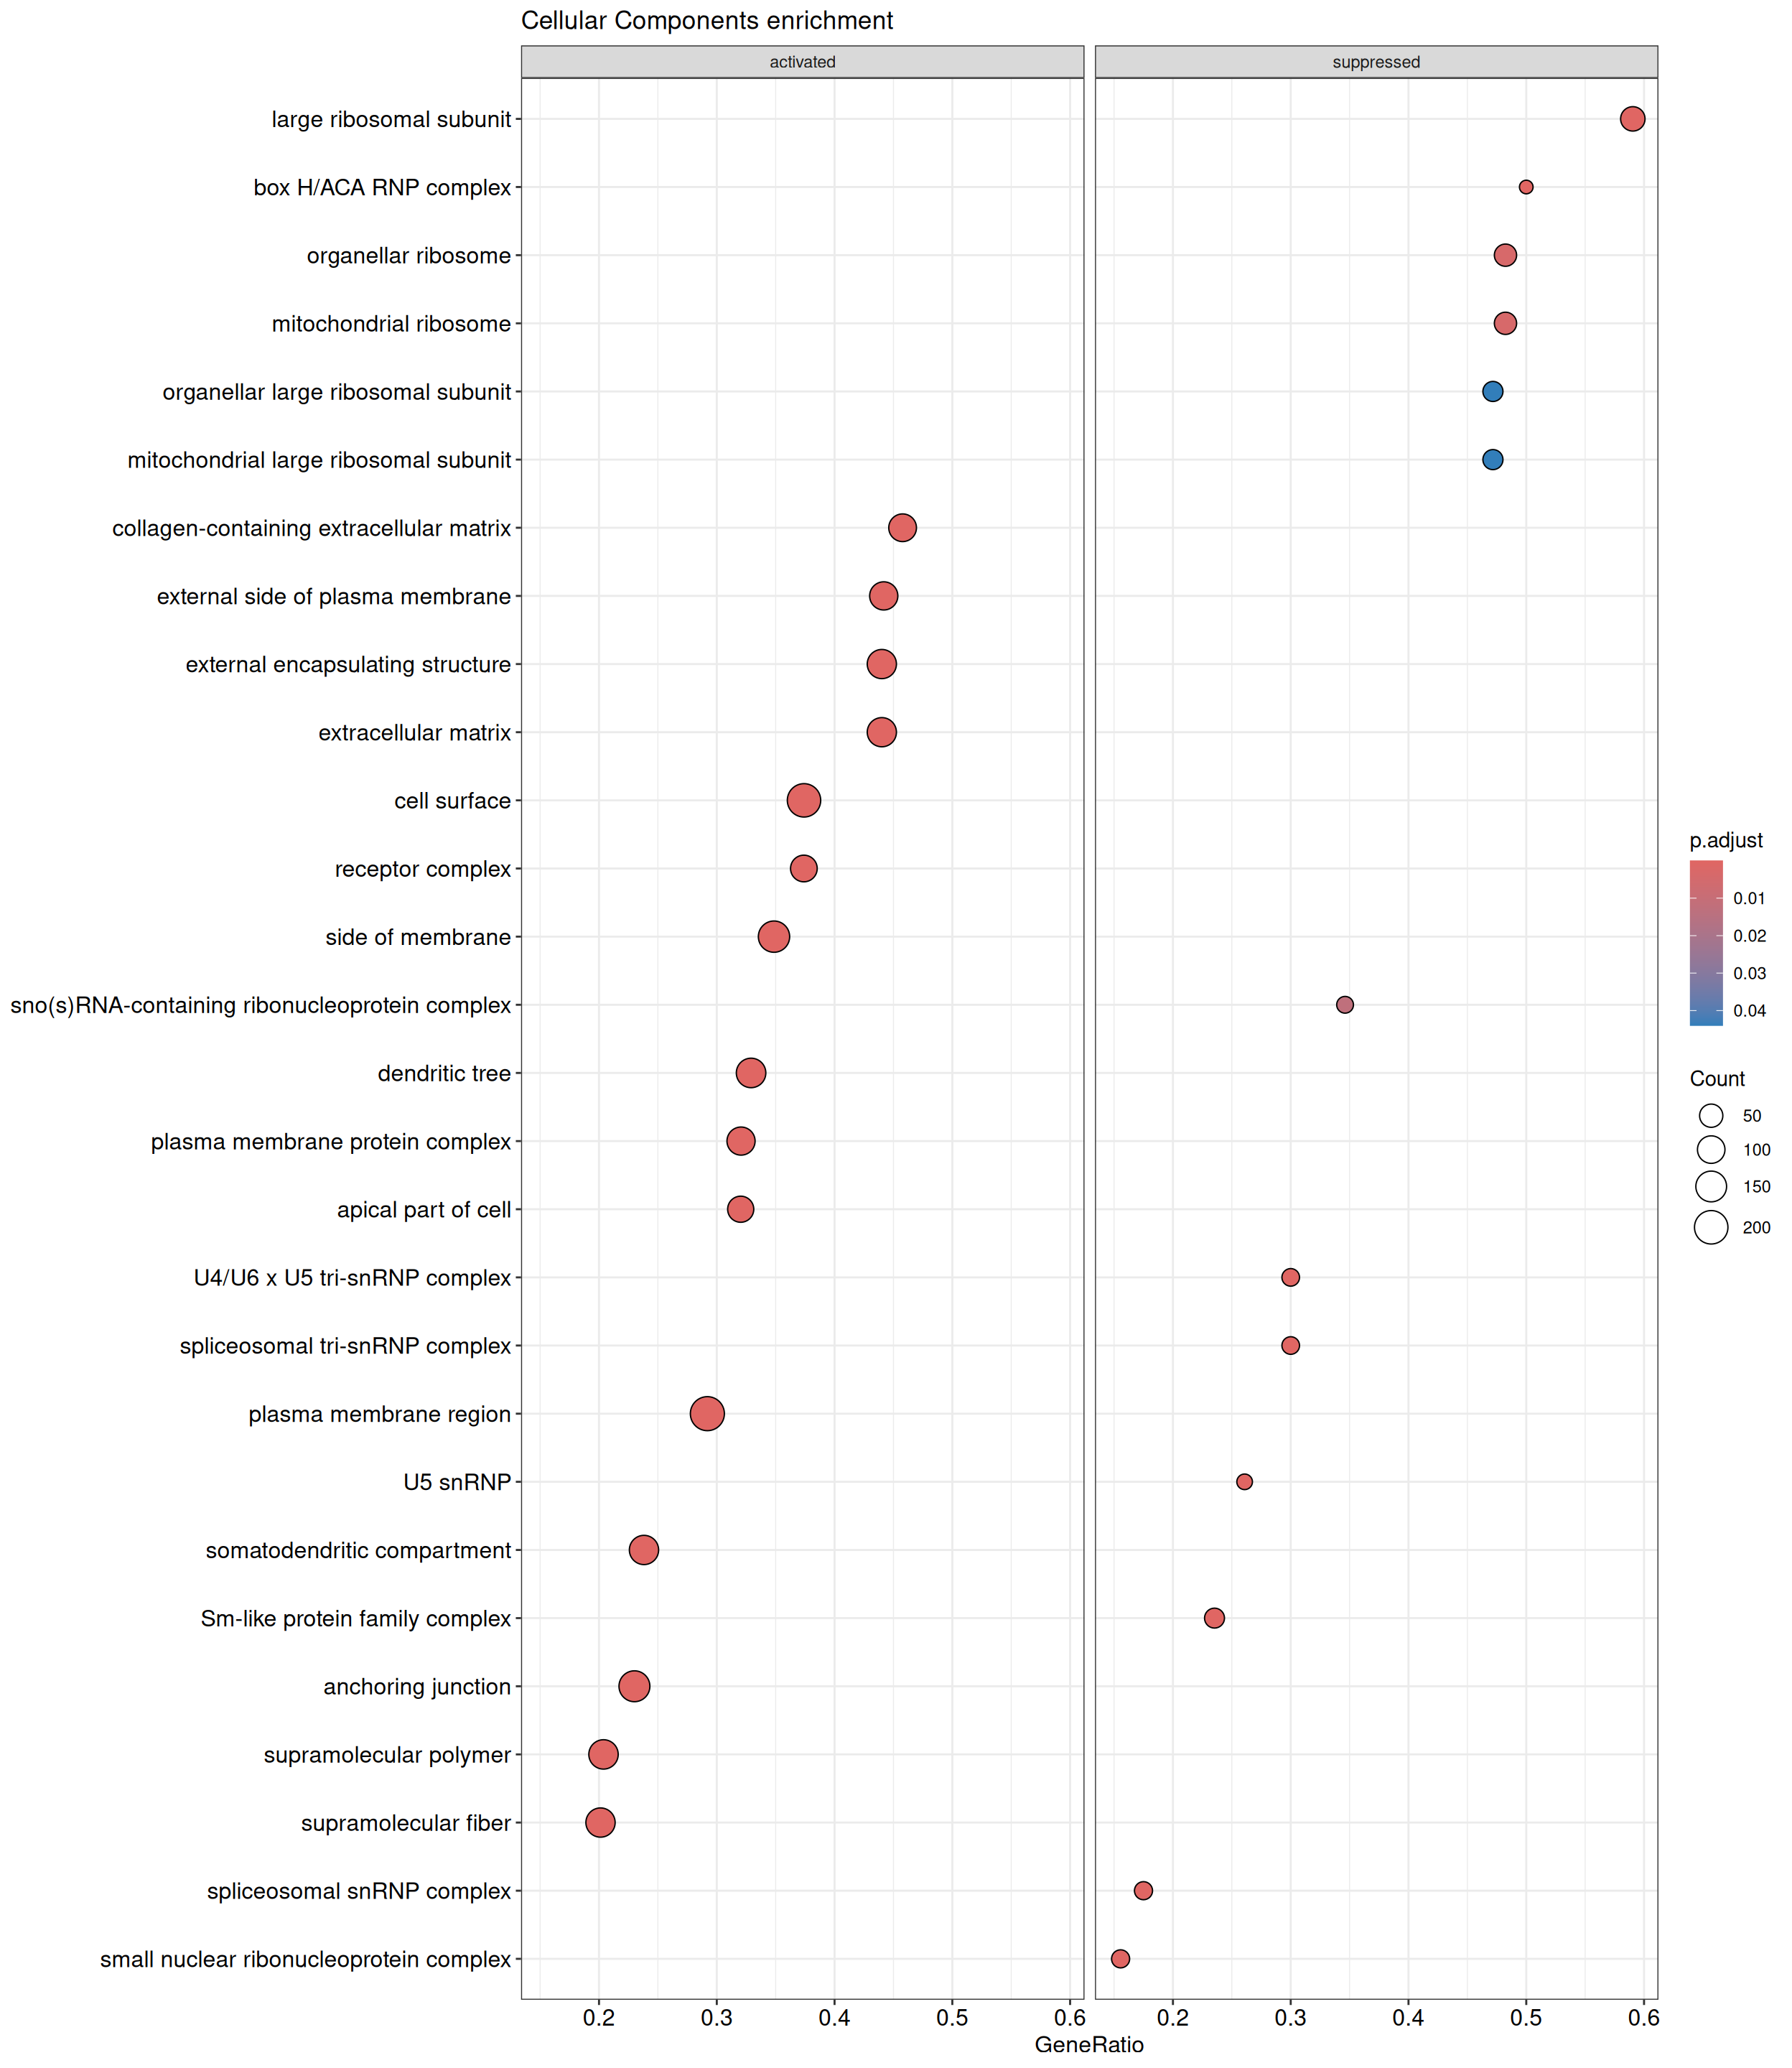 Cellular Components enrichment
activated
suppressed
large ribosomal subunit
box H/ACA RNP complex
organellar ribosome
mitochondrial ribosome
organellar large ribosomal subunit
mitochondrial large ribosomal subunit
collagen-containing extracellular matrix
external side of plasma membrane
external encapsulating structure
extracellular matrix
cell surface
receptor complex
side of membrane
sno(s)RNA-containing ribonucleoprotein complex
dendritic tree
plasma membrane protein complex
apical part of cell
U4/U6 x U5 tri-snRNP complex
spliceosomal tri-snRNP complex
plasma membrane region
U5 snRNP
somatodendritic compartment
Sm-like protein family complex
anchoring junction
supramolecular polymer
supramolecular fiber
spliceosomal snRNP complex
small nuclear ribonucleoprotein complex
0.2 0.3 0.4 0.5 0.6
0.2 0.3 0.4 0.5 0.6
GeneRatio
p.adjust
0.01
0.02
0.03
0.04
Count
50
100
150
200